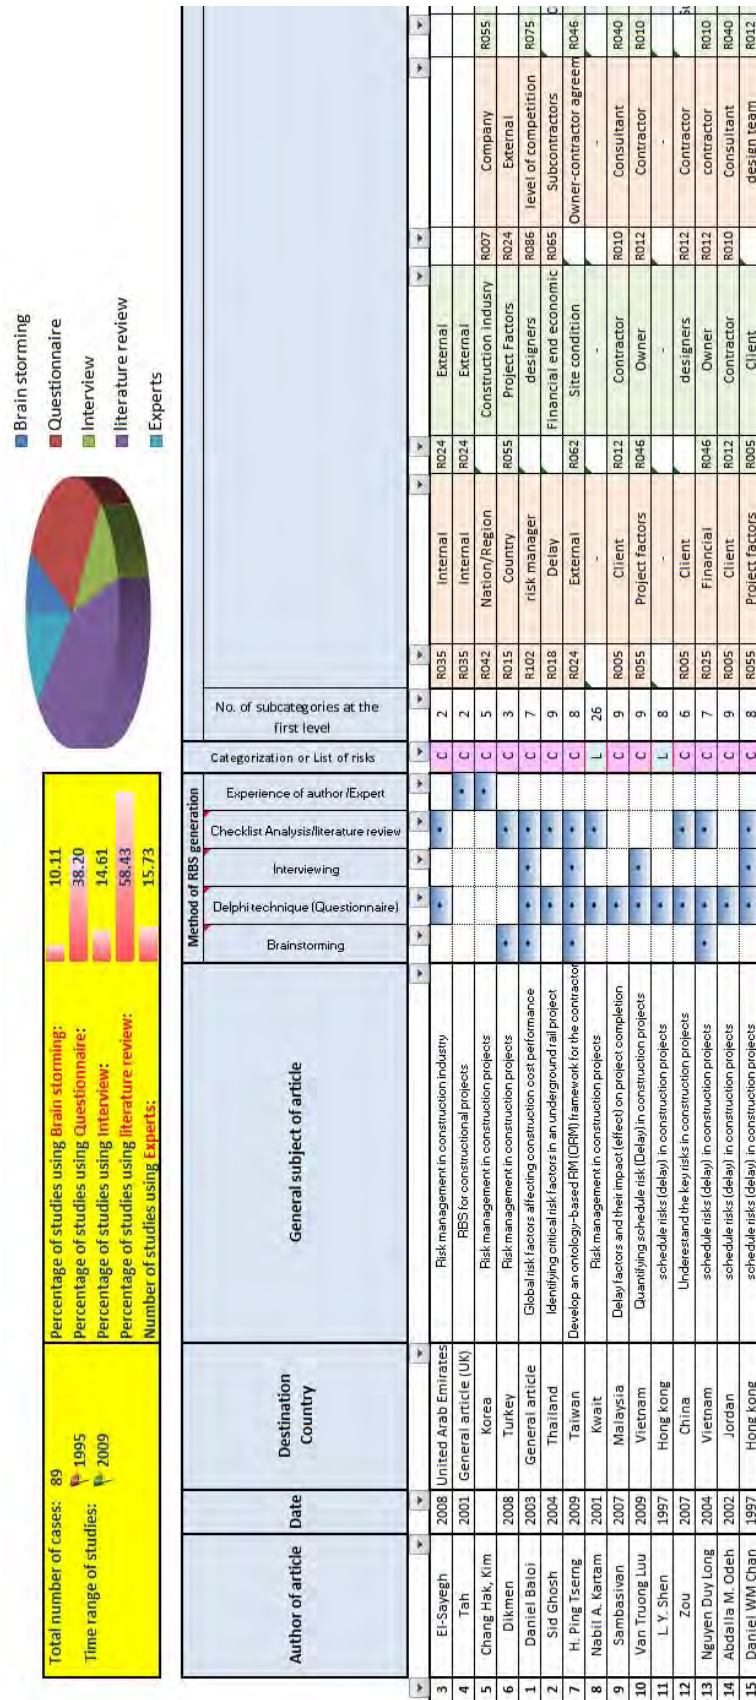 Total number of cases: 89
Time range of studies: 1995
2009
Percentage of studies using Brain storming: 10.11
Percentage of studies using Questionnaire: 38.20
Percentage of studies using Interview: 14.61
Percentage of studies using literature review: 58.43
Number of studies using Experts: 15.73
Brain storming
Questionnaire
Interview
literature review
Experts
Author of article
Date
Destination Country
General subject of article
Method of RBS generation
Brainstorming
Delphi technique (Questionnaire)
Interviewing
Checklist Analysis/literature review
Experience of author/Expert
Categorization or List of risks
No. of subcategories at the first level
3 El-Sayegh 2008 United Arab Emirates Risk management in construction industry C 2 R035 Internal R024 External
4 Tah 2001 General article (UK) RBS for constructional projects C 2 R035 Internal R024 External
5 Chang Hak, Kim 2008 Korea Risk management in construction projects C 5 R042 Nation/Region Construction indusry R007 Company R055
6 Dikmen 2008 Turkey Risk management in construction projects C 3 R015 Country R055 Project Factors R024 External
1 Daniel Baloi 2003 General article Global risk factors affecting construction cost performance C 7 R102 risk manager designers R086 level of competition R075
2 Sid Ghosh 2004 Thailand Identifying critical risk factors in an underground rail project C 9 R018 Delay Financial end economic R065 Subcontractors
7 H. Ping Tserng 2009 Taiwan Develop an ontology-based RM (ORM) framework for the contractor C 8 R024 External R062 Site condition Owner-contractor agreem R046
8 Nabil A. Kartam 2001 Kwait Risk management in construction projects L 26 - - -
9 Sambasivan 2007 Malaysia Delay factors and their impact (effect) on project completion C 9 R005 Client R012 Contractor R010 Consultant R040
10 Van Truong Luu 2009 Vietnam Quantifying schedule risk (Delay) in construction projects C 9 R055 Project factors R046 Owner R012 Contractor R010
11 L. Y. Shen 1997 Hong kong schedule risks (delay) in construction projects L 8 - - -
12 Zou 2007 China Underestand the key risks in construction projects C 6 R005 Client designers R012 Contractor
13 Nguyen Duy Long 2004 Vietnam schedule risks (delay) in construction projects C 7 R025 Financial R046 Owner R012 contractor R010
14 Abdalla M. Odeh 2002 Jordan schedule risks (delay) in construction projects C 9 R005 Client R012 Contractor R010 Consultant R040
15 Daniel WM Chan 1997 Hong kong schedule risks (delay) in construction projects C 8 R055 Project factors R005 Client design team R012